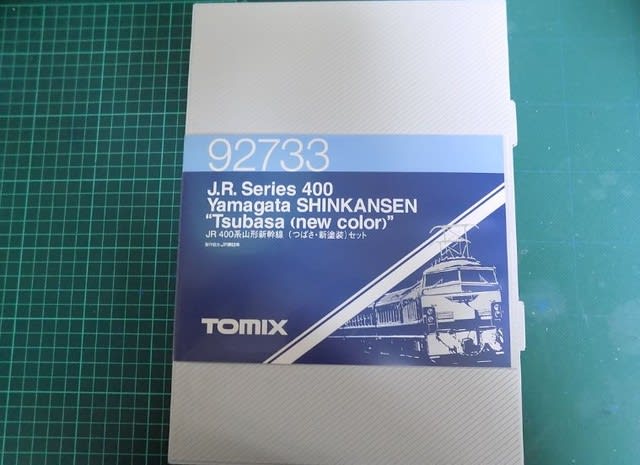 92733
J.R. Series 400
Yamagata SHINKANSEN
“Tsubasa (new color)”
JR 400系山形新幹線 (つばさ・新塗装) セット
TOMIX